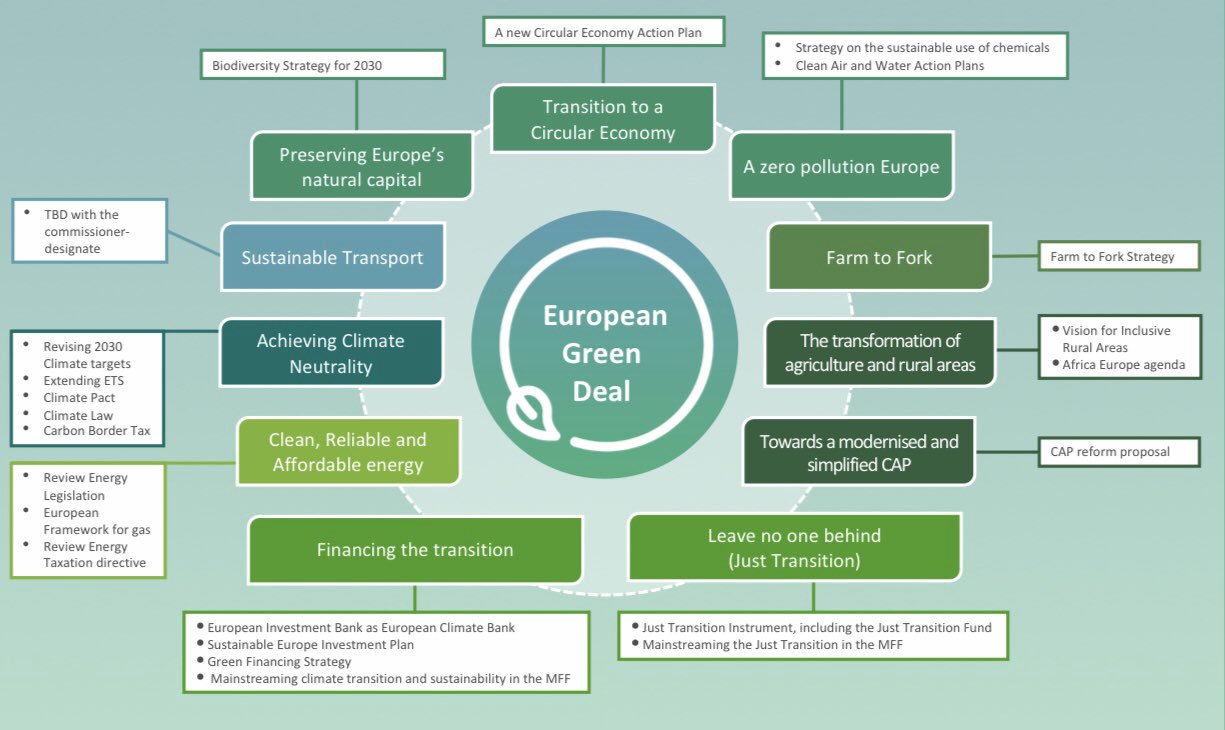 A new Circular Economy Action Plan
Biodiversity Strategy for 2030
• Strategy on the sustainable use of chemicals
• Clean Air and Water Action Plans
Transition to a
Circular Economy
Preserving Europe's
natural capital
A zero pollution Europe
• TBD with the
commissioner-
designate
Sustainable Transport
Farm to Fork
Farm to Fork Strategy
European
Green
Deal
• Revising 2030
Climate targets
• Extending ETS
• Climate Pact
• Climate Law
• Carbon Border Tax
Achieving Climate
Neutrality
The transformation of
agriculture and rural areas
• Vision for Inclusive
Rural Areas
• Africa Europe agenda
Clean, Reliable and
Affordable energy
Towards a modernised and
simplified CAP
CAP reform proposal
• Review Energy
Legislation
• European
Framework for gas
• Review Energy
Taxation directive
Financing the transition
Leave no one behind
(Just Transition)
• European Investment Bank as European Climate Bank
• Sustainable Europe Investment Plan
• Green Financing Strategy
• Mainstreaming climate transition and sustainability in the MFF
• Just Transition Instrument, including the Just Transition Fund
• Mainstreaming the Just Transition in the MFF